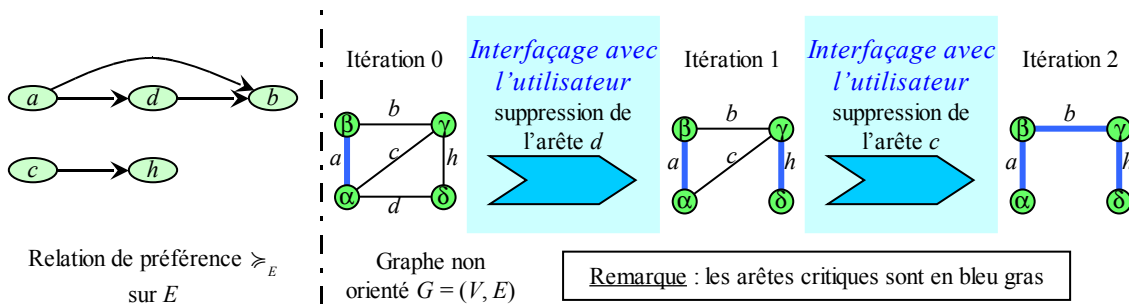 a
d
b
c
h
Relation de préférence ≽E
sur E
Itération 0
β
b
γ
a
c
h
α
d
δ
Graphe non
orienté G = (V, E)
Interfaçage avec
l’utilisateur
suppression de
l’arête d
Itération 1
β
b
γ
a
c
h
α
δ
Interfaçage avec
l’utilisateur
suppression de
l’arête c
Itération 2
β
b
γ
a
h
α
δ
Remarque : les arêtes critiques sont en bleu gras